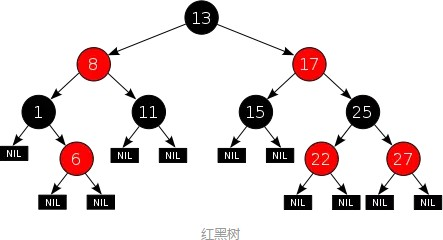 13
8 17
1 11 15 25
NIL 6 NIL NIL NIL NIL 22 27
NIL NIL NIL NIL NIL NIL
红黑树